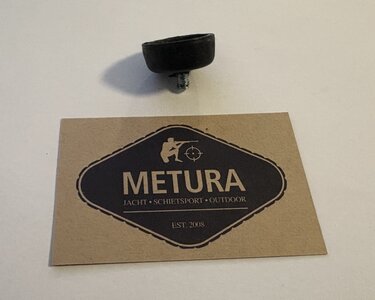 METURA
JACHT • SCHIETSPORT • OUTDOOR
EST. 2008